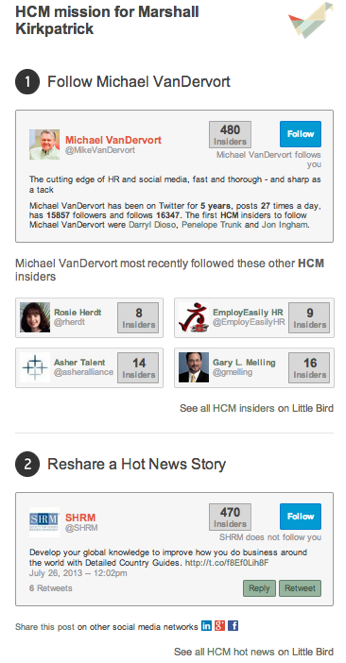 HCM mission for Marshall
Kirkpatrick
1 Follow Michael VanDervort
Michael VanDervort
@MikeVanDervort
480
Insiders
Follow
Michael VanDervort follows
you
The cutting edge of HR and social media, fast and thorough - and sharp as
a tack
Michael VanDervort has been on Twitter for 5 years, posts 27 times a day,
has 15857 followers and follows 16347. The first HCM insiders to follow
Michael VanDervort were Darryl Dioso, Penelope Trunk and Jon Ingham.
Michael VanDervort most recently followed these other HCM
insiders
Rosie Herdt
@rherdt
8
Insiders
EmployEasily HR
@EmployEasilyHR
9
Insiders
Asher Talent
@asheralliance
14
Insiders
Gary L. Melling
@gmelling
16
Insiders
See all HCM insiders on Little Bird
2 Reshare a Hot News Story
SHRM
SHRM
@SHRM
470
Insiders
Follow
SHRM does not follow you
Develop your global knowledge to improve how you do business around
the world with Detailed Country Guides. http://t.co/f8Ef0Lih8F
July 26, 2013 -- 12:02pm
6 Retweets
Reply
Retweet
Share this post on other social media networks in g+ f
See all HCM hot news on Little Bird